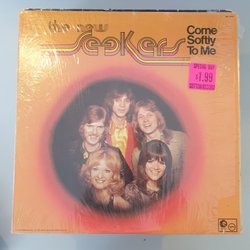 the new
Seekers
Come
Softly
To Me
SPECIAL BUY
$1.99